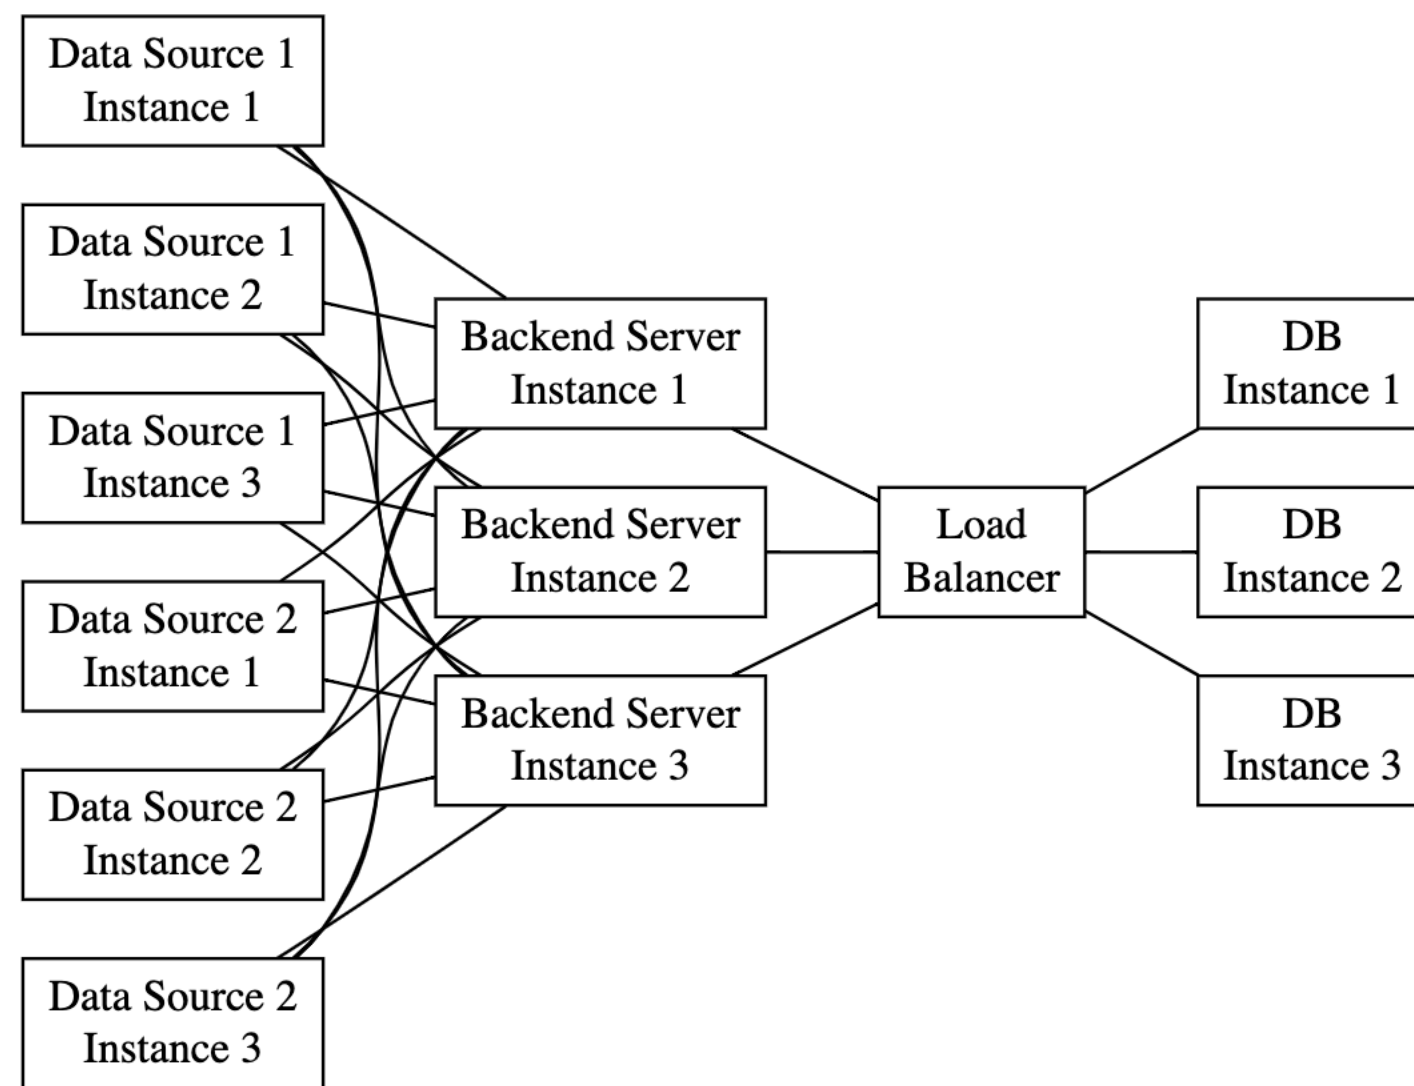 Data Source 1
Instance 1
Data Source 1
Instance 2
Data Source 1
Instance 3
Data Source 2
Instance 1
Data Source 2
Instance 2
Data Source 2
Instance 3
Backend Server
Instance 1
Backend Server
Instance 2
Backend Server
Instance 3
Load
Balancer
DB
Instance 1
DB
Instance 2
DB
Instance 3